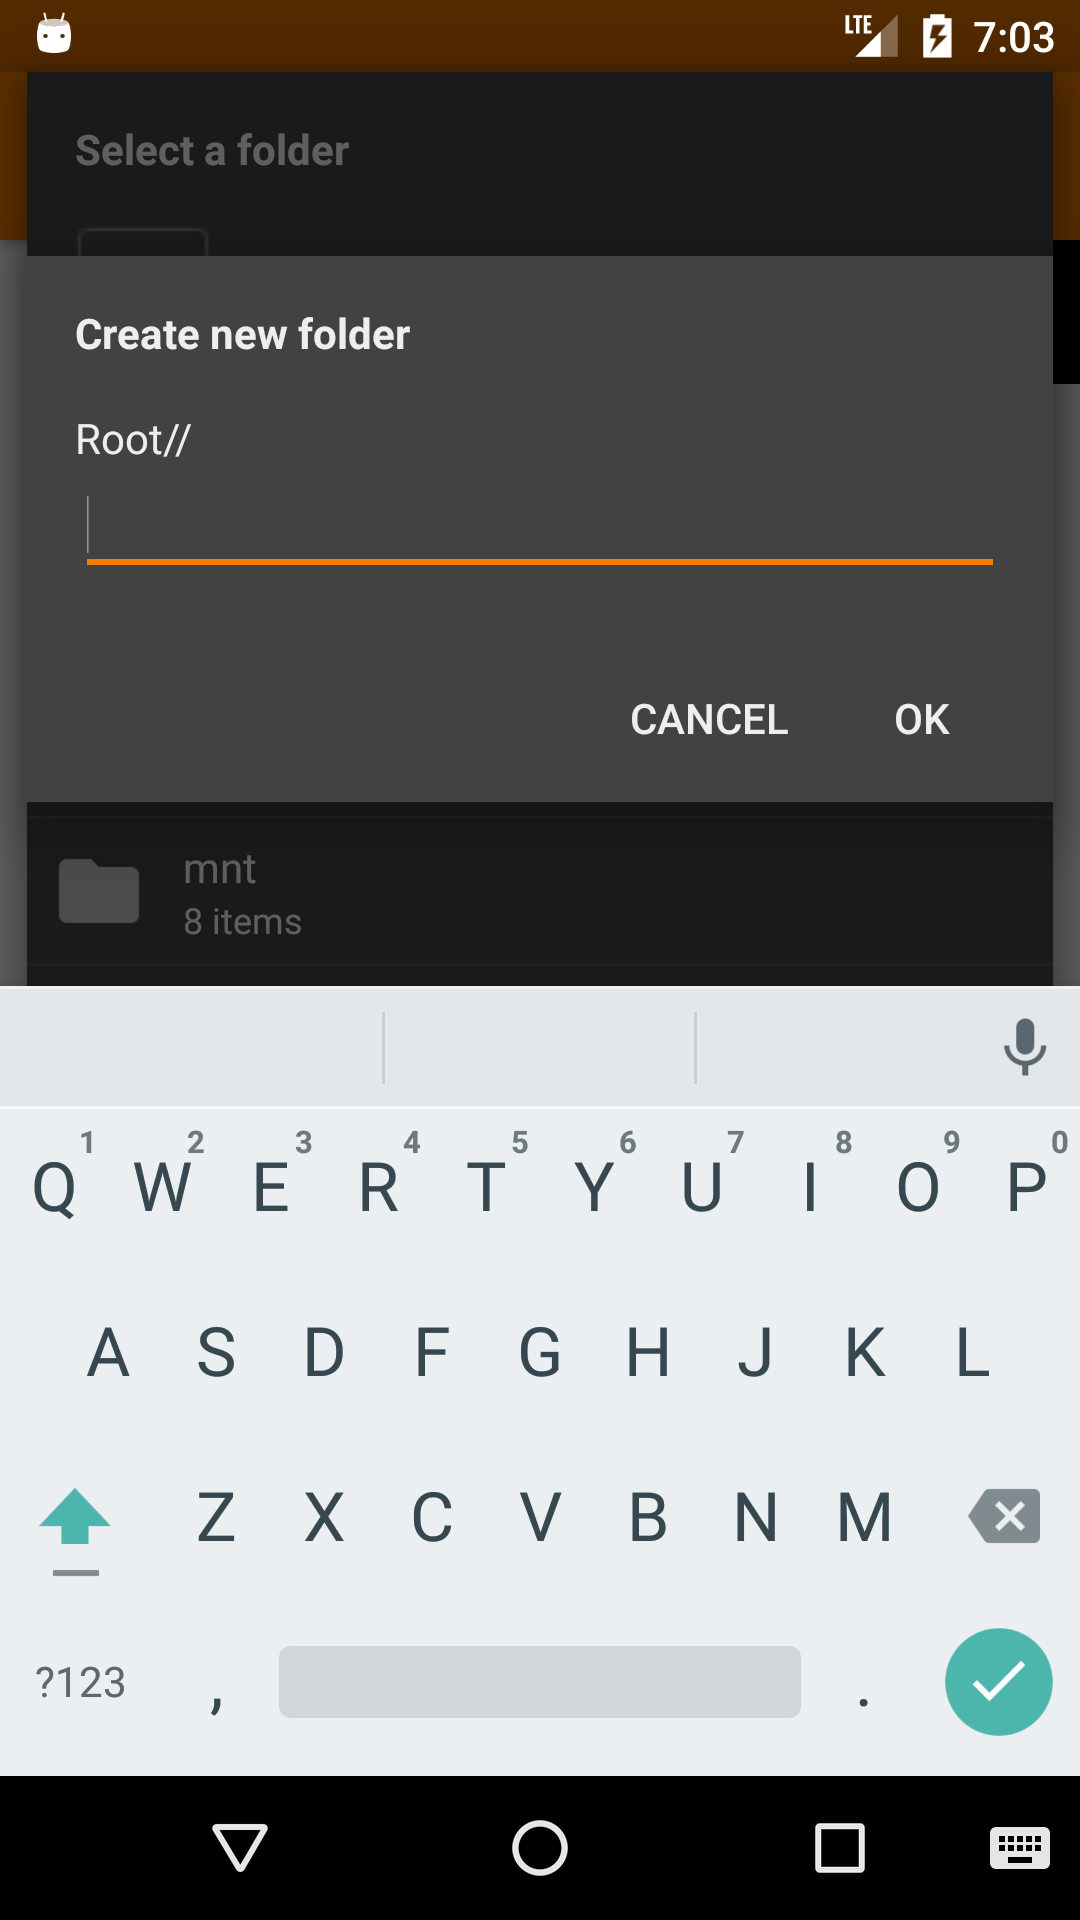 LTE 7:03
Select a folder
Create new folder
Root//
CANCEL OK
mnt
8 items
1 2 3 4 5 6 7 8 9 0
Q W E R T Y U I O P
A S D F G H J K L
Z X C V B N M
?123 , .